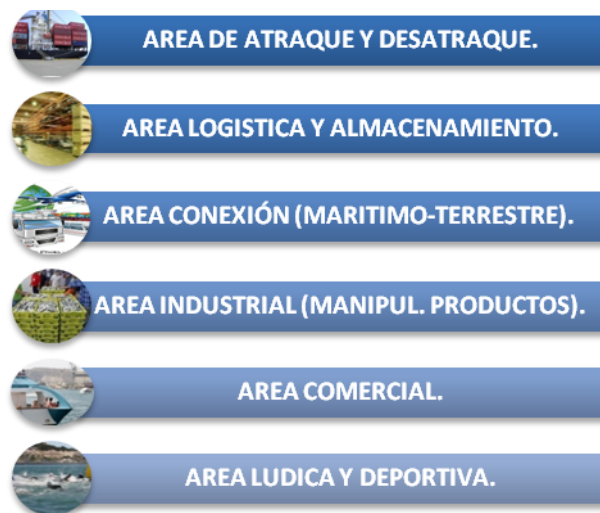 AREA DE ATRAQUE Y DESATRAQUE.
AREA LOGISTICA Y ALMACENAMIENTO.
AREA CONEXIÓN (MARITIMO-TERRESTRE).
AREA INDUSTRIAL (MANIPUL. PRODUCTOS).
AREA COMERCIAL.
AREA LUDICA Y DEPORTIVA.